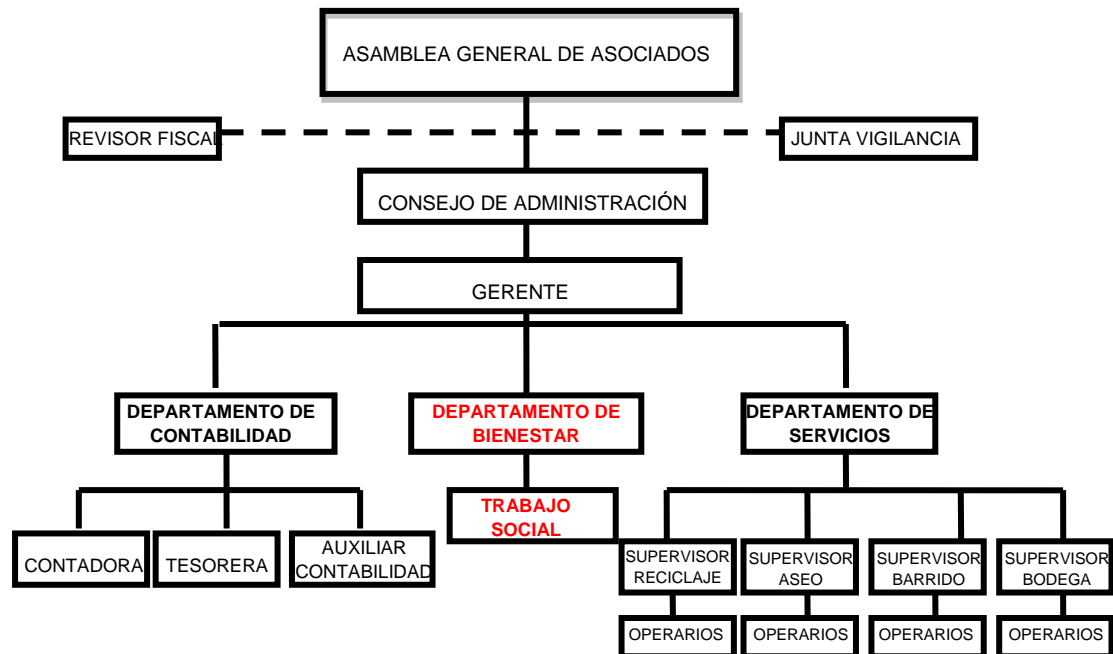 ASAMBLEA GENERAL DE ASOCIADOS
REVISOR FISCAL
JUNTA VIGILANCIA
CONSEJO DE ADMINISTRACIÓN
GERENTE
DEPARTAMENTO DE
CONTABILIDAD
DEPARTAMENTO DE
BIENESTAR
DEPARTAMENTO DE
SERVICIOS
CONTADORA
TESORERA
AUXILIAR
CONTABILIDAD
TRABAJO
SOCIAL
SUPERVISOR
RECICLAJE
SUPERVISOR
ASEO
SUPERVISOR
BARRIDO
SUPERVISOR
BODEGA
OPERARIOS
OPERARIOS
OPERARIOS
OPERARIOS